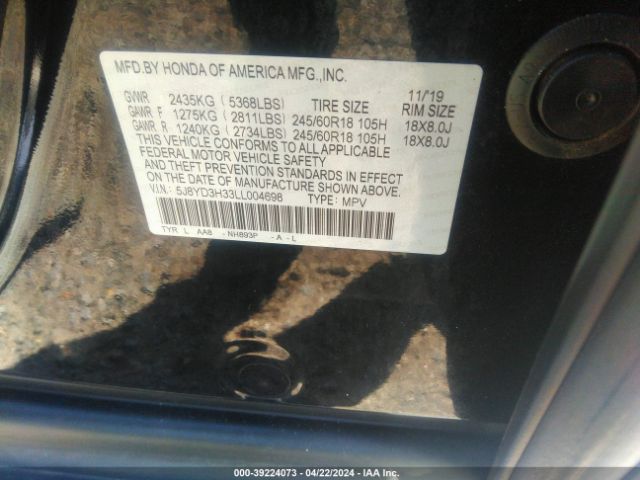 MFD.BY HONDA OF AMERICA MFG.,INC.
11/19
GVWR 2435KG ( 5368LBS) TIRE SIZE RIM SIZE
GAWR F 1275KG ( 2811LBS) 245/60R18 105H 18X8.0J
GAWR R 1240KG ( 2734LBS) 245/60R18 105H 18X8.0J
THIS VEHICLE CONFORMS TO ALL APPLICABLE
FEDERAL MOTOR VEHICLE SAFETY
AND THEFT PREVENTION STANDARDS IN EFFECT
ON THE DATE OF MANUFACTURE SHOWN ABOVE.
V.I.N: 5J8YD3H33LL004698 TYPE: MPV
TYR L AA8 -NH893P -A-L
000-39224073 - 04/22/2024 - IAA Inc.